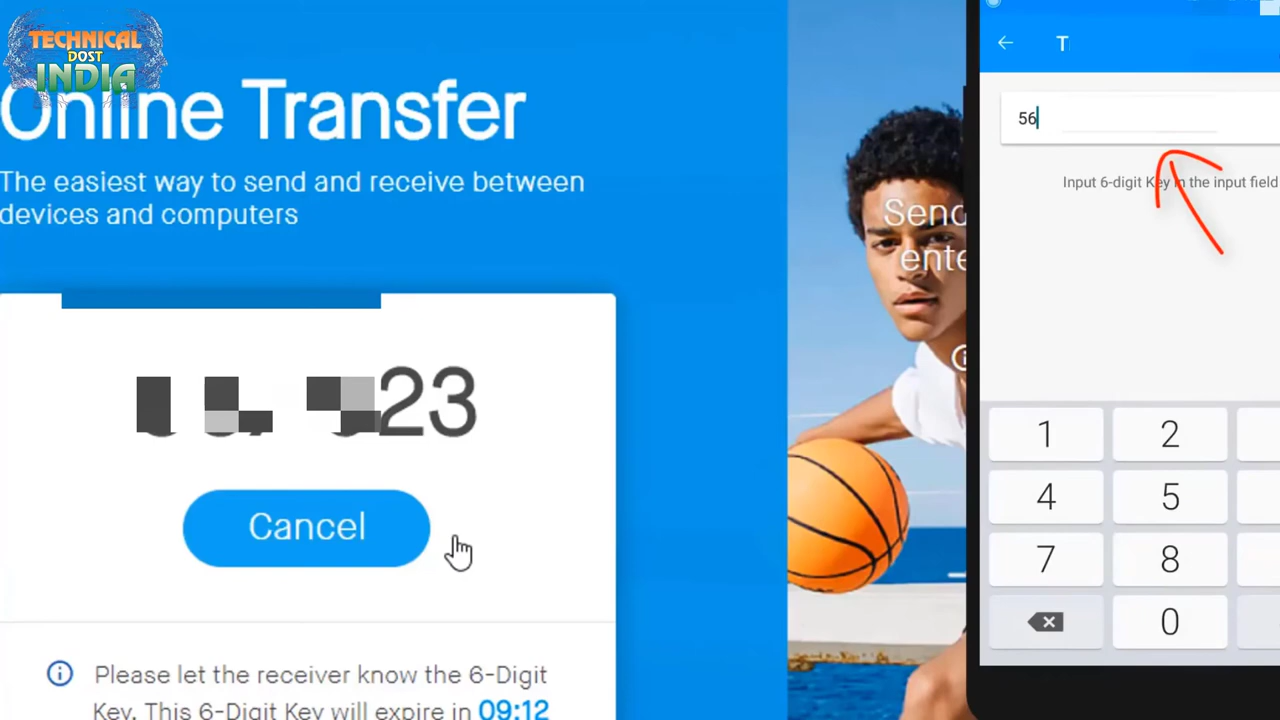 TECHNICAL
DOST
INDIA
Online Transfer
The easiest way to send and receive between
devices and computers
23
Cancel
Please let the receiver know the 6-Digit
Key. This 6-Digit Key will expire in 09:12
Send
ente
T
56
Input 6-digit Key in the input field
1 2
4 5
7 8
0